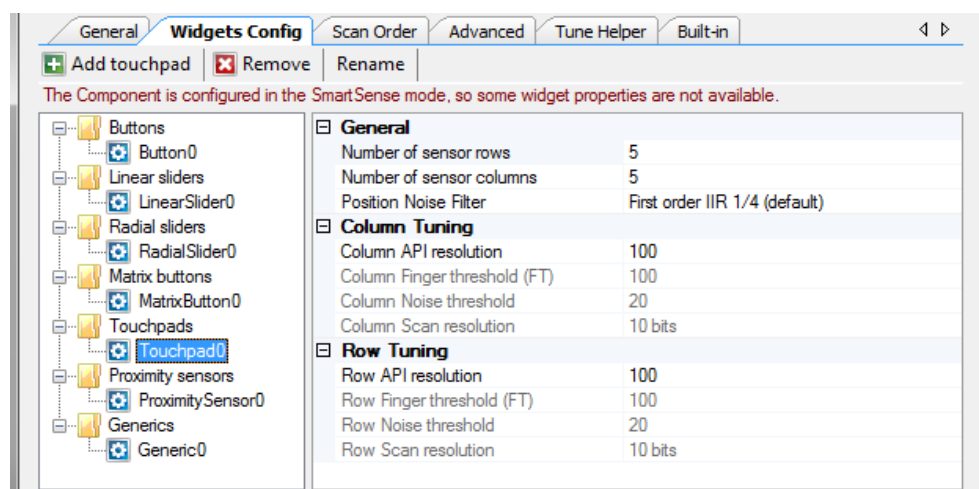 General Widgets Config Scan Order Advanced Tune Helper Built-in
Add touchpad Remove Rename
The Component is configured in the SmartSense mode, so some widget properties are not available.
Buttons
Button0
Linear sliders
LinearSlider0
Radial sliders
RadialSlider0
Matrix buttons
MatrixButton0
Touchpads
Touchpad0
Proximity sensors
ProximitySensor0
Generics
Generic0
General
Number of sensor rows 5
Number of sensor columns 5
Position Noise Filter First order IIR 1/4 (default)
Column Tuning
Column API resolution 100
Column Finger threshold (FT) 100
Column Noise threshold 20
Column Scan resolution 10 bits
Row Tuning
Row API resolution 100
Row Finger threshold (FT) 100
Row Noise threshold 20
Row Scan resolution 10 bits